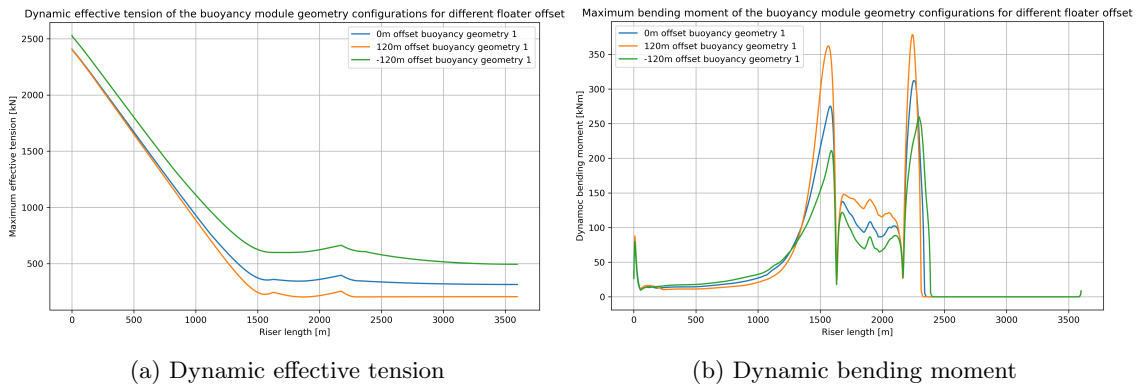 Dynamic effective tension of the buoyancy module geometry configurations for different floater offset
2500
2000
1500
1000
500
Maximum effective tension [kN]
0m offset buoyancy geometry 1
120m offset buoyancy geometry 1
-120m offset buoyancy geometry 1
0 500 1000 1500 2000 2500 3000 3500
Riser length [m]
(a) Dynamic effective tension
Maximum bending moment of the buoyancy module geometry configurations for different floater offset
350
300
250
200
150
100
50
0
Dynamoc bending moment [kNm]
0m offset buoyancy geometry 1
120m offset buoyancy geometry 1
-120m offset buoyancy geometry 1
0 500 1000 1500 2000 2500 3000 3500
Riser length [m]
(b) Dynamic bending moment